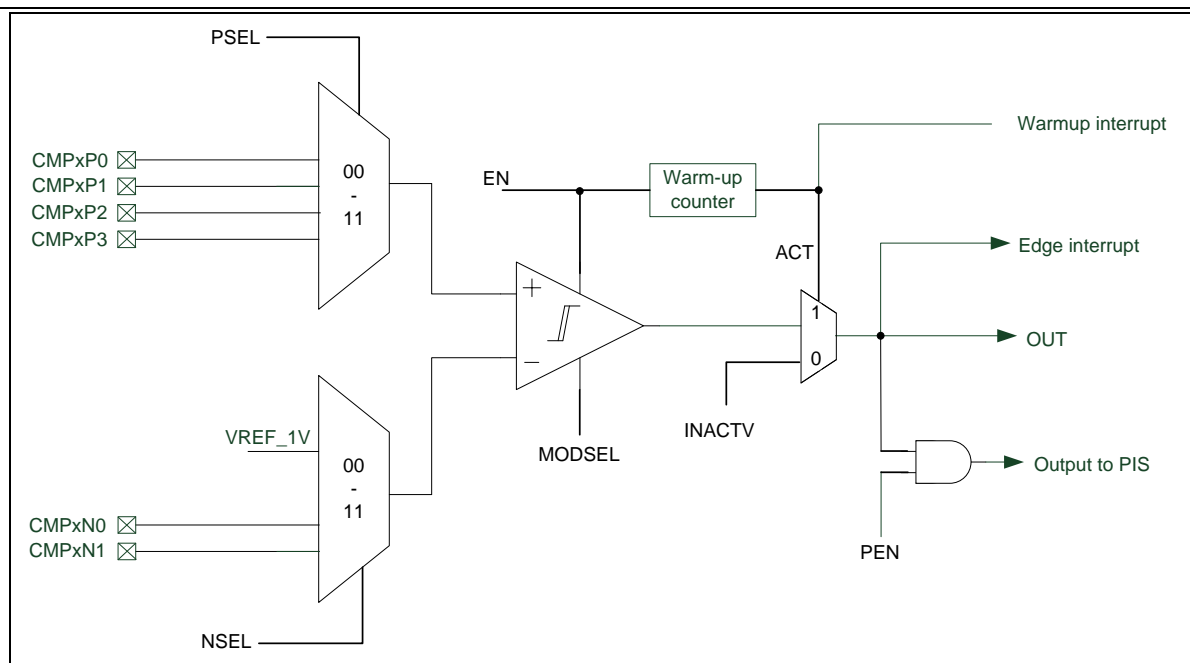 PSEL
Warmup interrupt
CMPxP0
CMPxP1
CMPxP2
CMPxP3
00
-
11
EN
Warm-up
counter
ACT
Edge interrupt
+
1
OUT
0
-
INACTV
MODSEL
VREF_1V
00
-
11
Output to PIS
CMPxN0
CMPxN1
PEN
NSEL